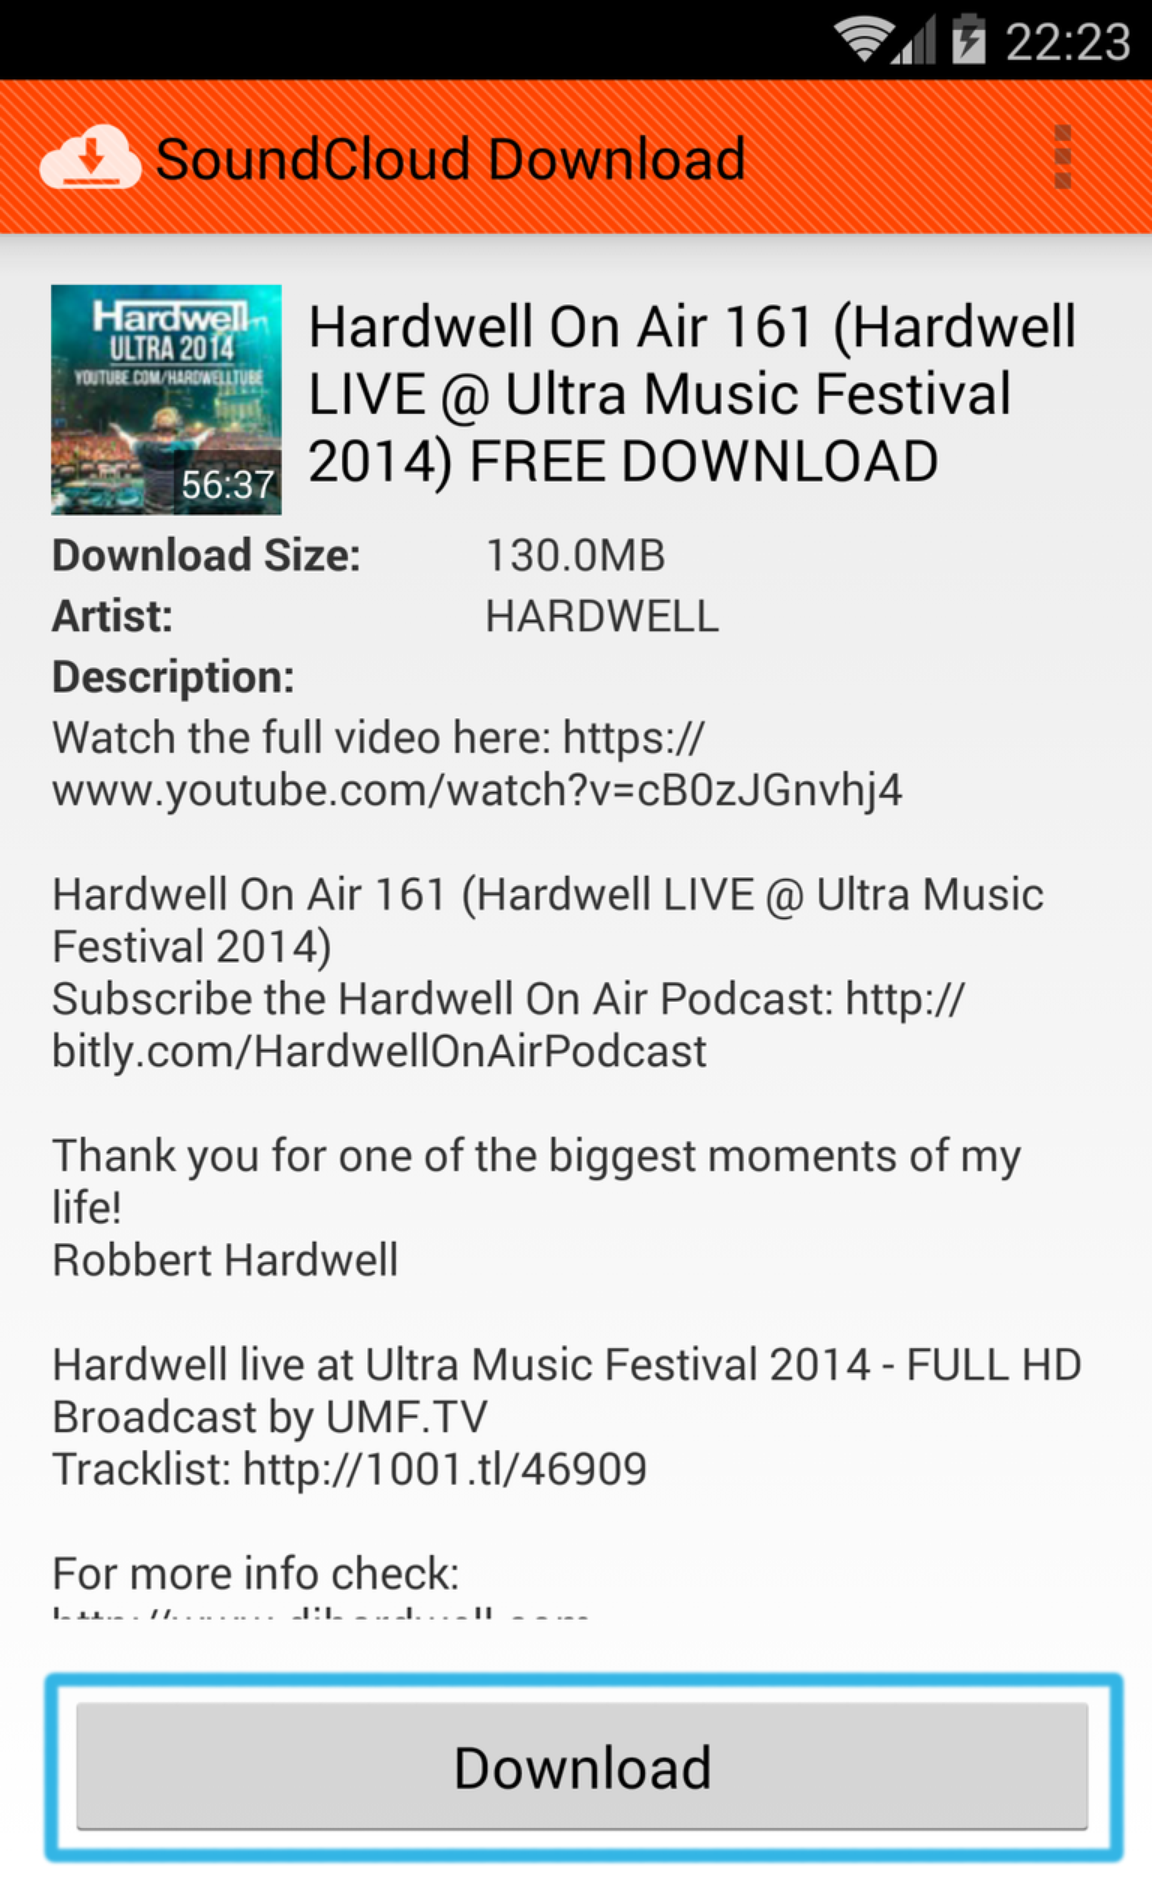 22:23
SoundCloud Download
Hardwell
ULTRA 2014
YOUTUBE.COM/HARDWELLTUBE
56:37
Hardwell On Air 161 (Hardwell
LIVE @ Ultra Music Festival
2014) FREE DOWNLOAD
Download Size: 130.0MB
Artist: HARDWELL
Description:
Watch the full video here: https://
www.youtube.com/watch?v=cB0zJGnvhj4
Hardwell On Air 161 (Hardwell LIVE @ Ultra Music
Festival 2014)
Subscribe the Hardwell On Air Podcast: http://
bitly.com/HardwellOnAirPodcast
Thank you for one of the biggest moments of my
life!
Robbert Hardwell
Hardwell live at Ultra Music Festival 2014 - FULL HD
Broadcast by UMF.TV
Tracklist: http://1001.tl/46909
For more info check:
http://www.djhardwell.com
Download